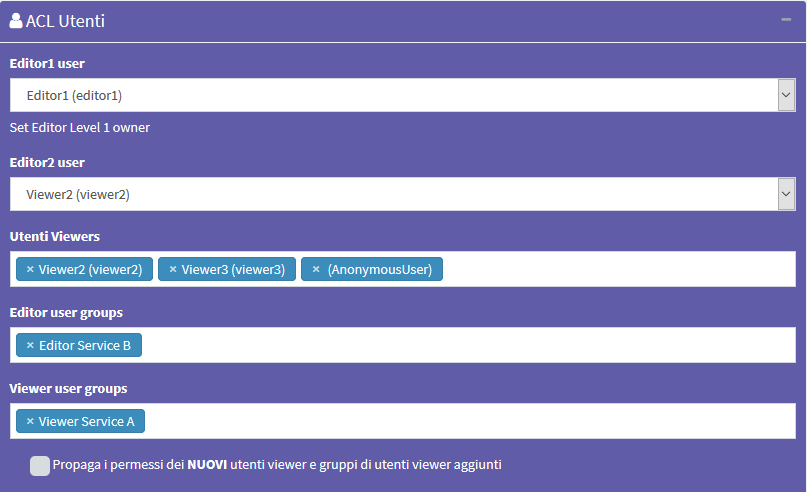 ACL Utenti
Editor1 user
Editor1 (editor1)
Set Editor Level 1 owner
Editor2 user
Viewer2 (viewer2)
Utenti Viewers
× Viewer2 (viewer2) × Viewer3 (viewer3) × (AnonymousUser)
Editor user groups
× Editor Service B
Viewer user groups
× Viewer Service A
Propaga i permessi dei NUOVI utenti viewer e gruppi di utenti viewer aggiunti